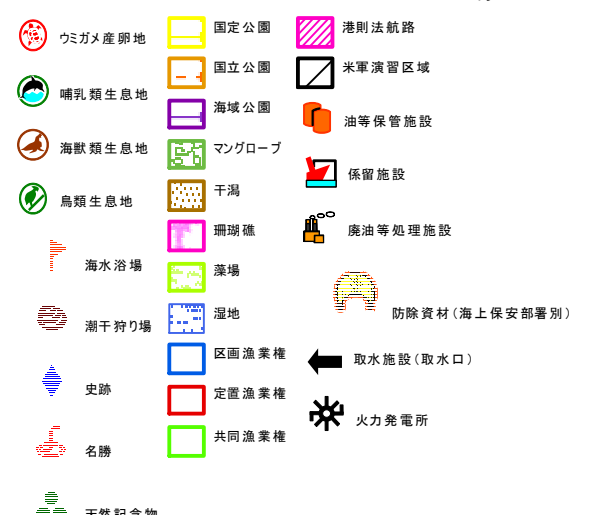 ウミガメ産卵地
哺乳類生息地
海獣類生息地
鳥類生息地
海水浴場
潮干狩り場
史跡
名勝
天然記念物
国定公園
国立公園
海域公園
マングローブ
干潟
珊瑚礁
藻場
湿地
区画漁業権
定置漁業権
共同漁業権
港則法航路
米軍演習区域
油等保管施設
係留施設
廃油等処理施設
防除資材（海上保安部署別）
取水施設（取水口）
火力発電所